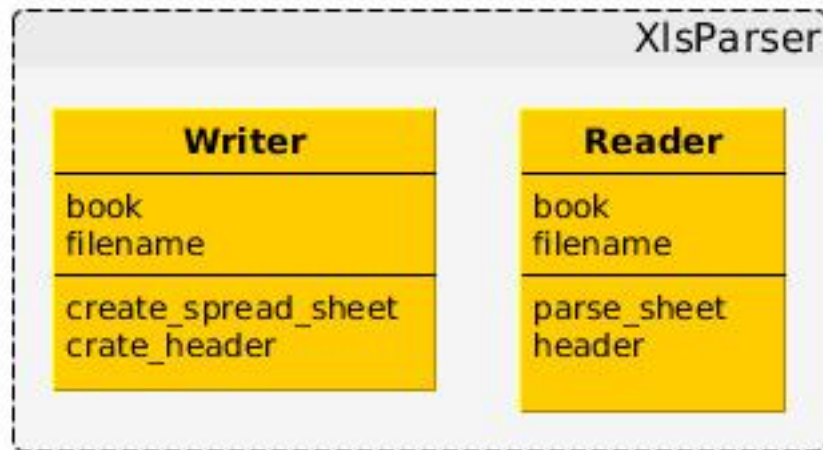 XlsParser
Writer
book
filename
create_spread_sheet
crate_header
Reader
book
filename
parse_sheet
header